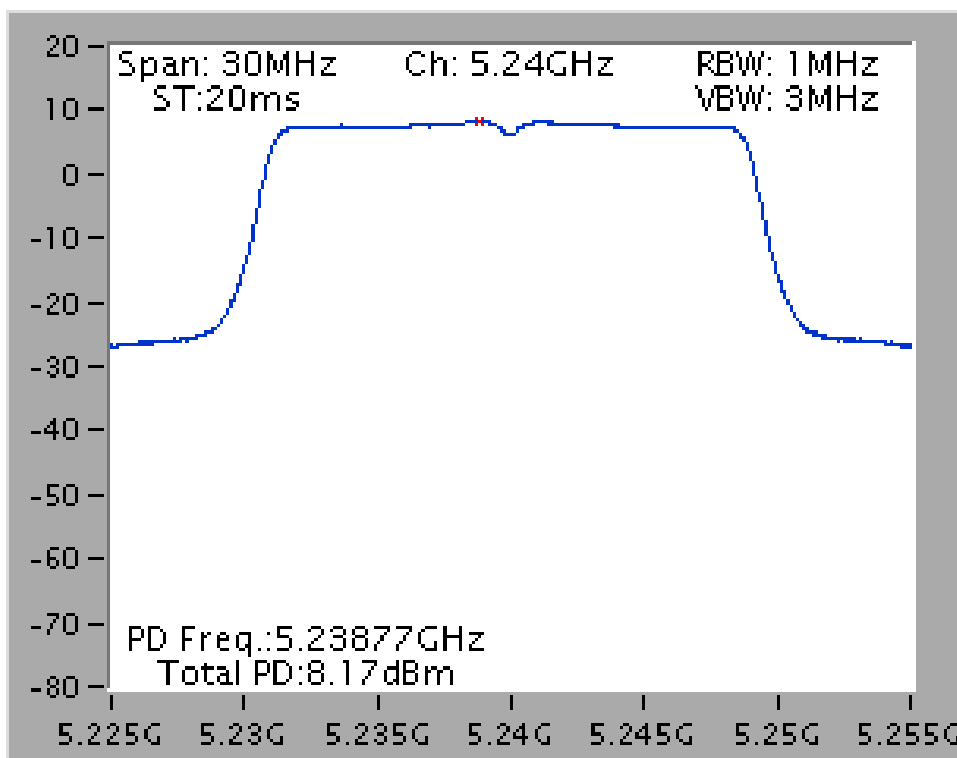 Span: 30MHz Ch: 5.24GHz RBW: 1MHz
ST:20ms VBW: 3MHz
20
10
0
-10
-20
-30
-40
-50
-60
-70
-80
PD Freq.:5.23877GHz
Total PD:8.17dBm
5.225G 5.23G 5.235G 5.24G 5.245G 5.25G 5.255G